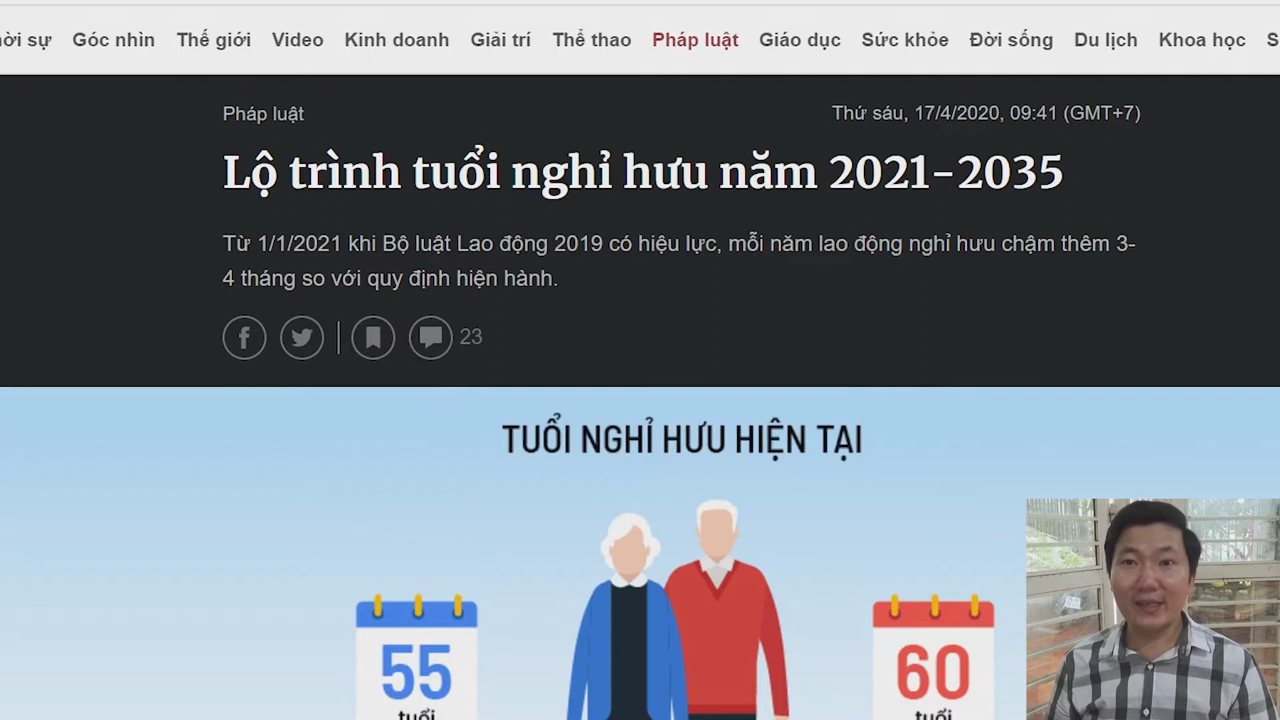 Góc nhìn Thế giới Video Kinh doanh Giải trí Thể thao Pháp luật Giáo dục Sức khỏe Đời sống Du lịch Khoa học
Pháp luật Thứ sáu, 17/4/2020, 09:41 (GMT+7)
Lộ trình tuổi nghỉ hưu năm 2021-2035
Từ 1/1/2021 khi Bộ luật Lao động 2019 có hiệu lực, mỗi năm lao động nghỉ hưu chậm thêm 3-
4 tháng so với quy định hiện hành.
23
TUỔI NGHỈ HƯU HIỆN TẠI
55 60
tuổi tuổi